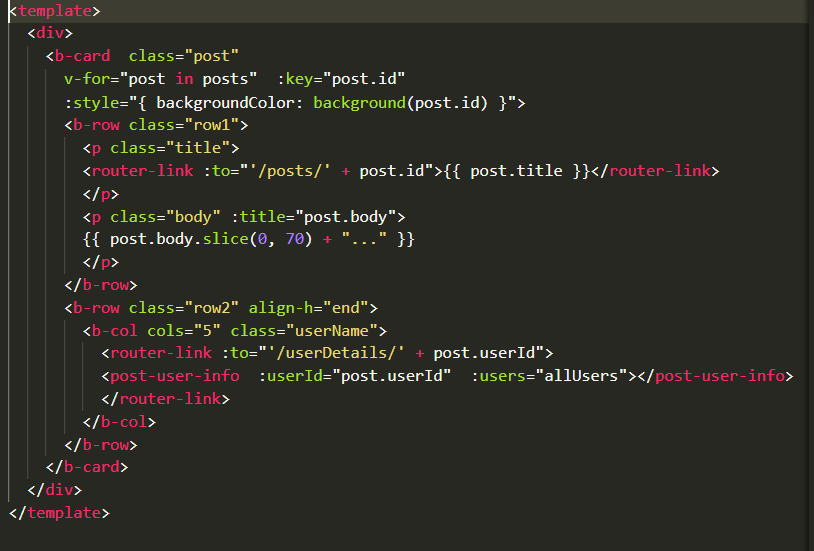 <template>
<div>
<b-card  class="post"
v-for="post in posts"  :key="post.id"
:style="{ backgroundColor: background(post.id) }">
<b-row class="row1">
<p class="title">
<router-link :to="'/posts/' + post.id">{{ post.title }}</router-link>
</p>
<p class="body" :title="post.body">
{{ post.body.slice(0, 70) + "..." }}
</p>
</b-row>
<b-row class="row2" align-h="end">
<b-col cols="5" class="userName">
<router-link :to="'/userDetails/' + post.userId">
<post-user-info  :userId="post.userId"  :users="allUsers"></post-user-info>
</router-link>
</b-col>
</b-row>
</b-card>
</div>
</template>